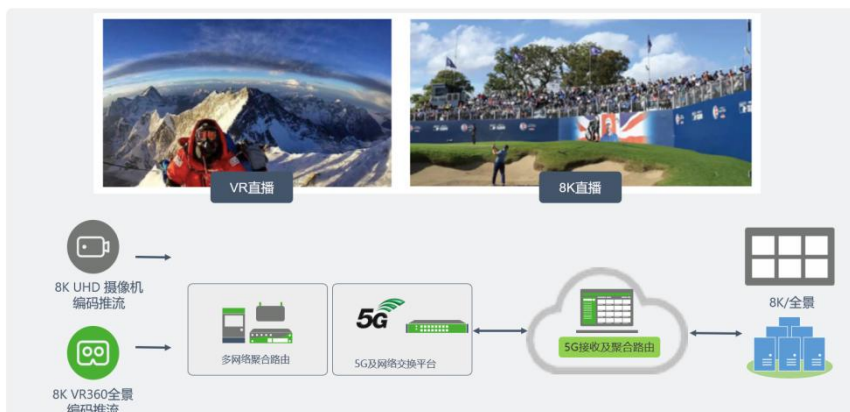 VR直播
8K直播
8K UHD 摄像机
编码推流
8K VR360全景
编码推流
多网络聚合路由
5G
5G及网络交换平台
5G接收及聚合路由
8K/全景